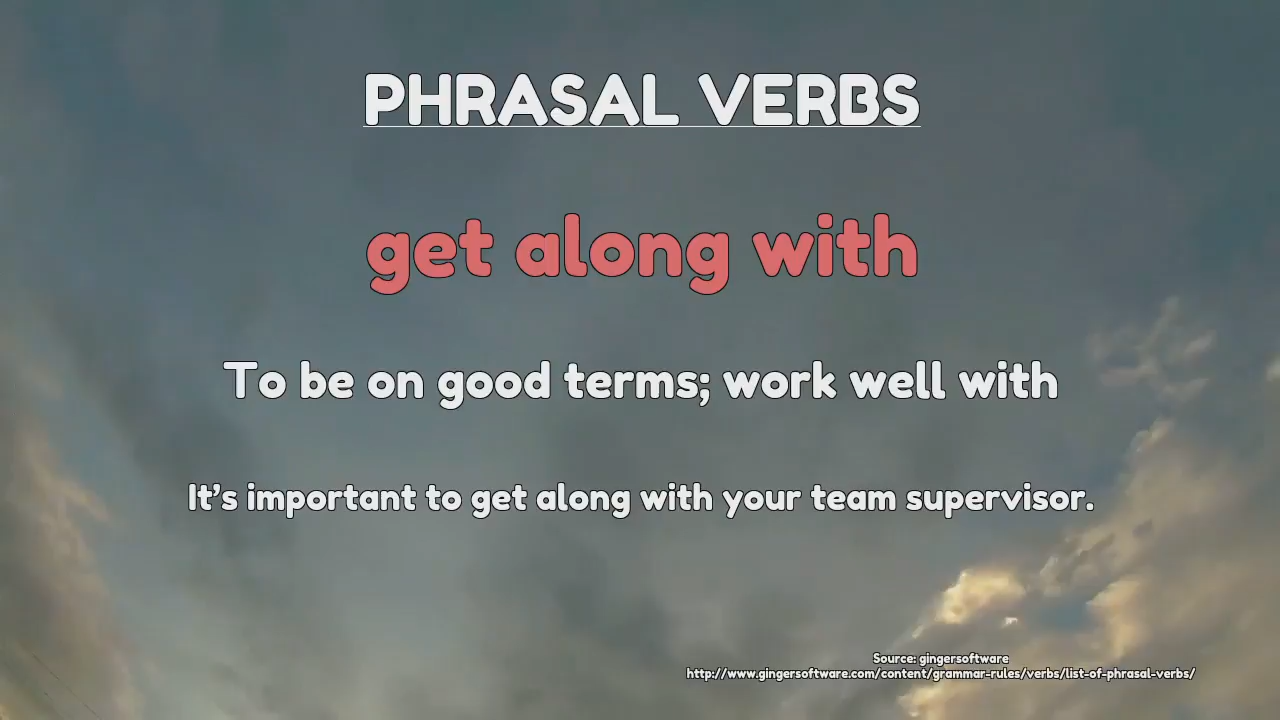 PHRASAL VERBS
get along with
To be on good terms; work well with
It's important to get along with your team supervisor.
Source: gingersoftware
http://www.gingersoftware.com/content/grammar-rules/verbs/list-of-phrasal-verbs/